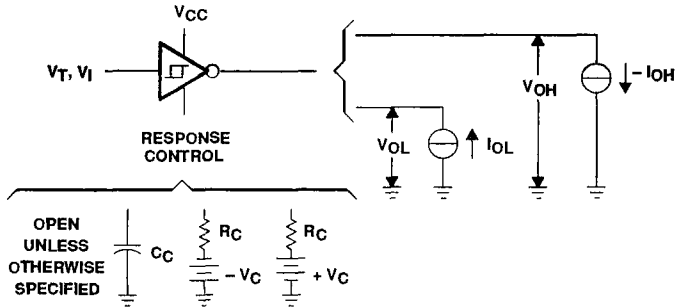 VCC
VT, VI
RESPONSE
CONTROL
VOH
– IOH
VOL
IOL
OPEN
UNLESS
OTHERWISE
SPECIFIED
CC
RC
– VC
RC
+ VC